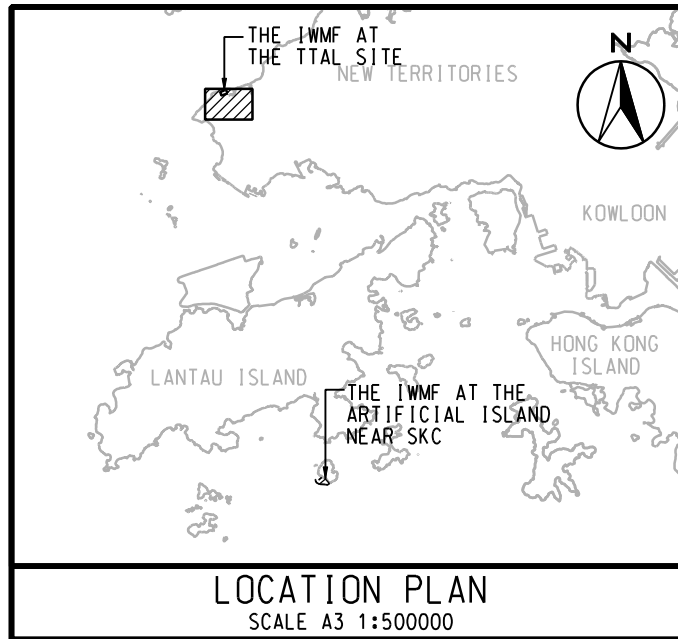 THE IWMF AT
THE TTAL SITE
NEW TERRITORIES
N
KOWLOON
HONG KONG
ISLAND
LANTAU ISLAND
THE IWMF AT THE
ARTIFICIAL ISLAND
NEAR SKC
LOCATION PLAN
SCALE A3 1:500000